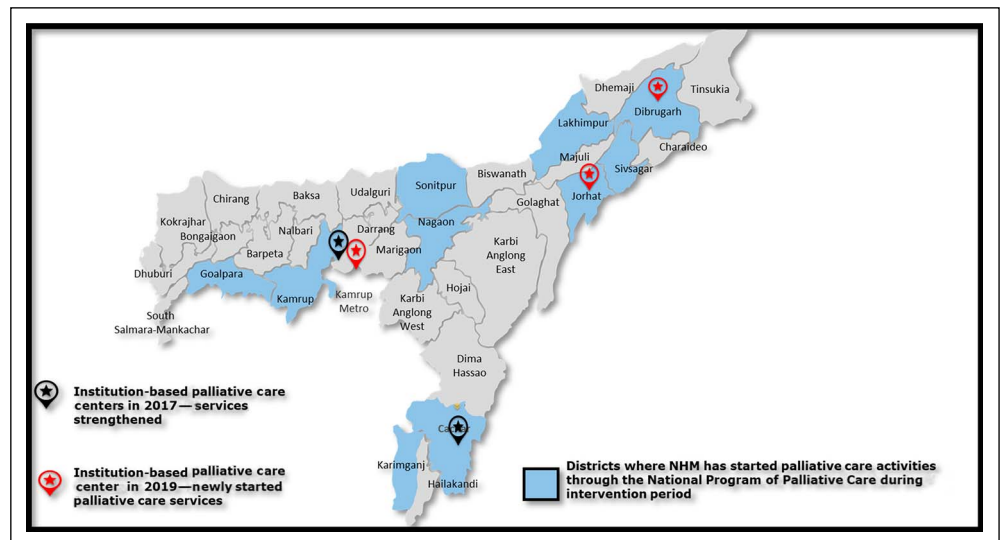 Dhemaji
Tinsukia
Dibrugarh
Lakhimpur
Charaideo
Majuli
Sivsagar
Biswanath
Jorhat
Golaghat
Sonitpur
Udalguri
Baksa
Chirang
Kokrajhar
Nagaon
Darrang
Nalbari
Bongaigaon
Marigaon
Barpeta
Karbi
Anglong
East
Dhuburi
Goalpara
Kamrup
Kamrup
Metro
Hojai
Karbi
Anglong
West
South
Salmara-Mankachar
Dima
Hassao
Karimganj
Hailakandi
Institution-based palliative care
centers in 2017—services
strengthened
Institution-based palliative care
center in 2019—newly started
palliative care services
Districts where NHM has started palliative care activities
through the National Program of Palliative Care during
intervention period